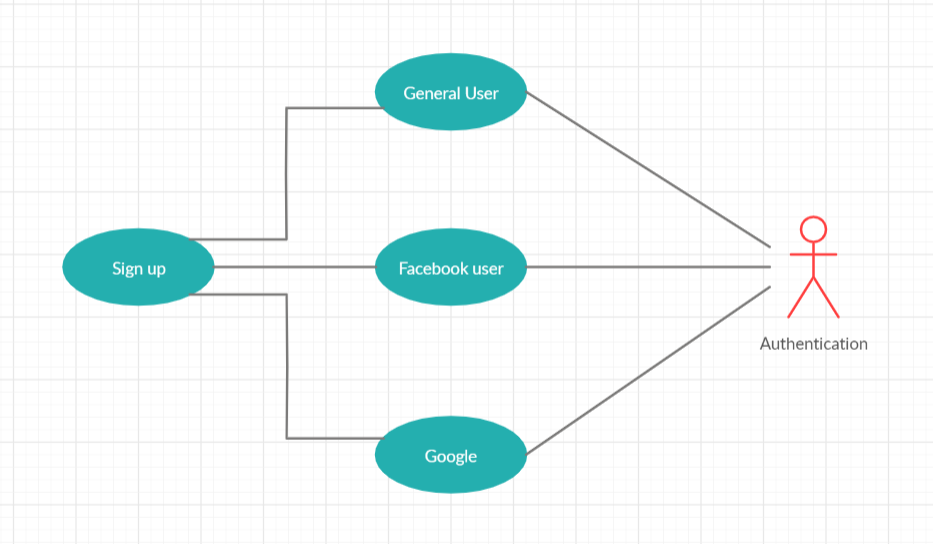 General User
Sign up
Facebook user
Authentication
Google